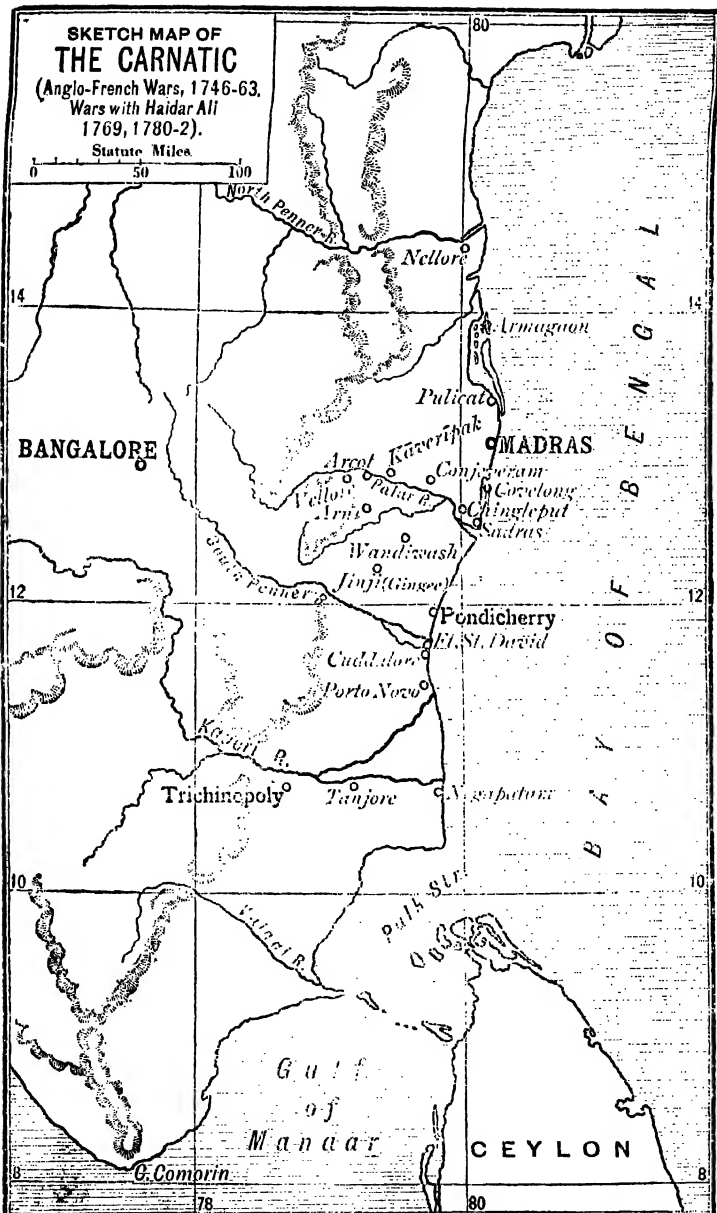 SKETCH MAP OF
THE CARNATIC
(Anglo-French Wars, 1746-63.
Wars with Haidar Ali
1769, 1780-2).
Statute Miles.
0 50 100
80
North Penner R.
Nellore
14
14
Armagaon
Pulicat
BANGALORE
MADRAS
Kaveripak
Arcot
Conjeveram
Vellore
Palar R.
Covelong
Arni
Chingleput
Sadras
Wandiwash
South Penner R.
Jinji (Gingee)
12
12
Pondicherry
Ft. St. David
Cuddalore
Porto Novo
Kaveri R.
Trichinopoly
Tanjore
Negapatam
BAY OF BENGAL
10
10
Palk Str.
Vaigai R.
Gulf
of
Manaar
CEYLON
C. Comorin
8
8
78
80